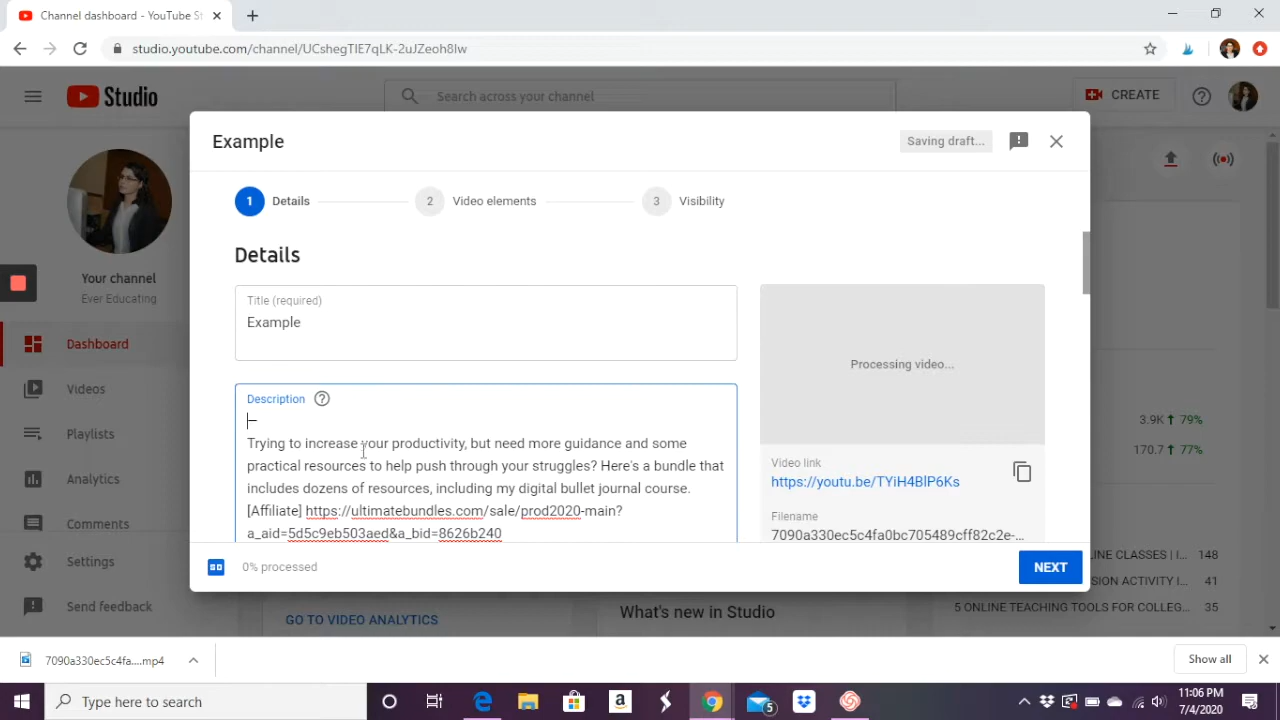 Channel dashboard - YouTube St
studio.youtube.com/channel/UCshegTIE7qLK-2uJZeoh8Iw
Studio
Search across your channel
CREATE
Example
Saving draft...
1 Details
2 Video elements
3 Visibility
Details
Title (required)
Example
Description
--
Trying to increase your productivity, but need more guidance and some
practical resources to help push through your struggles? Here's a bundle that
includes dozens of resources, including my digital bullet journal course.
[Affiliate] https://ultimatebundles.com/sale/prod2020-main?
a_aid=5d5c9eb503aed&a_bid=8626b240
Processing video...
Video link
https://youtu.be/TYiH4BlP6Ks
Filename
7090a330ec5c4fa0bc705489cff82c2e-...
SD
0% processed
NEXT
Your channel
Ever Educating
Dashboard
Videos
Playlists
Analytics
Comments
Settings
Send feedback
3.9K 79%
170.7 77%
LINE CLASSES | I... 148
SION ACTIVITY I... 41
5 ONLINE TEACHING TOOLS FOR COLLEG... 35
GO TO VIDEO ANALYTICS
What's new in Studio
7090a330ec5c4fa....mp4
Show all
Type here to search
5
11:06 PM
7/4/2020